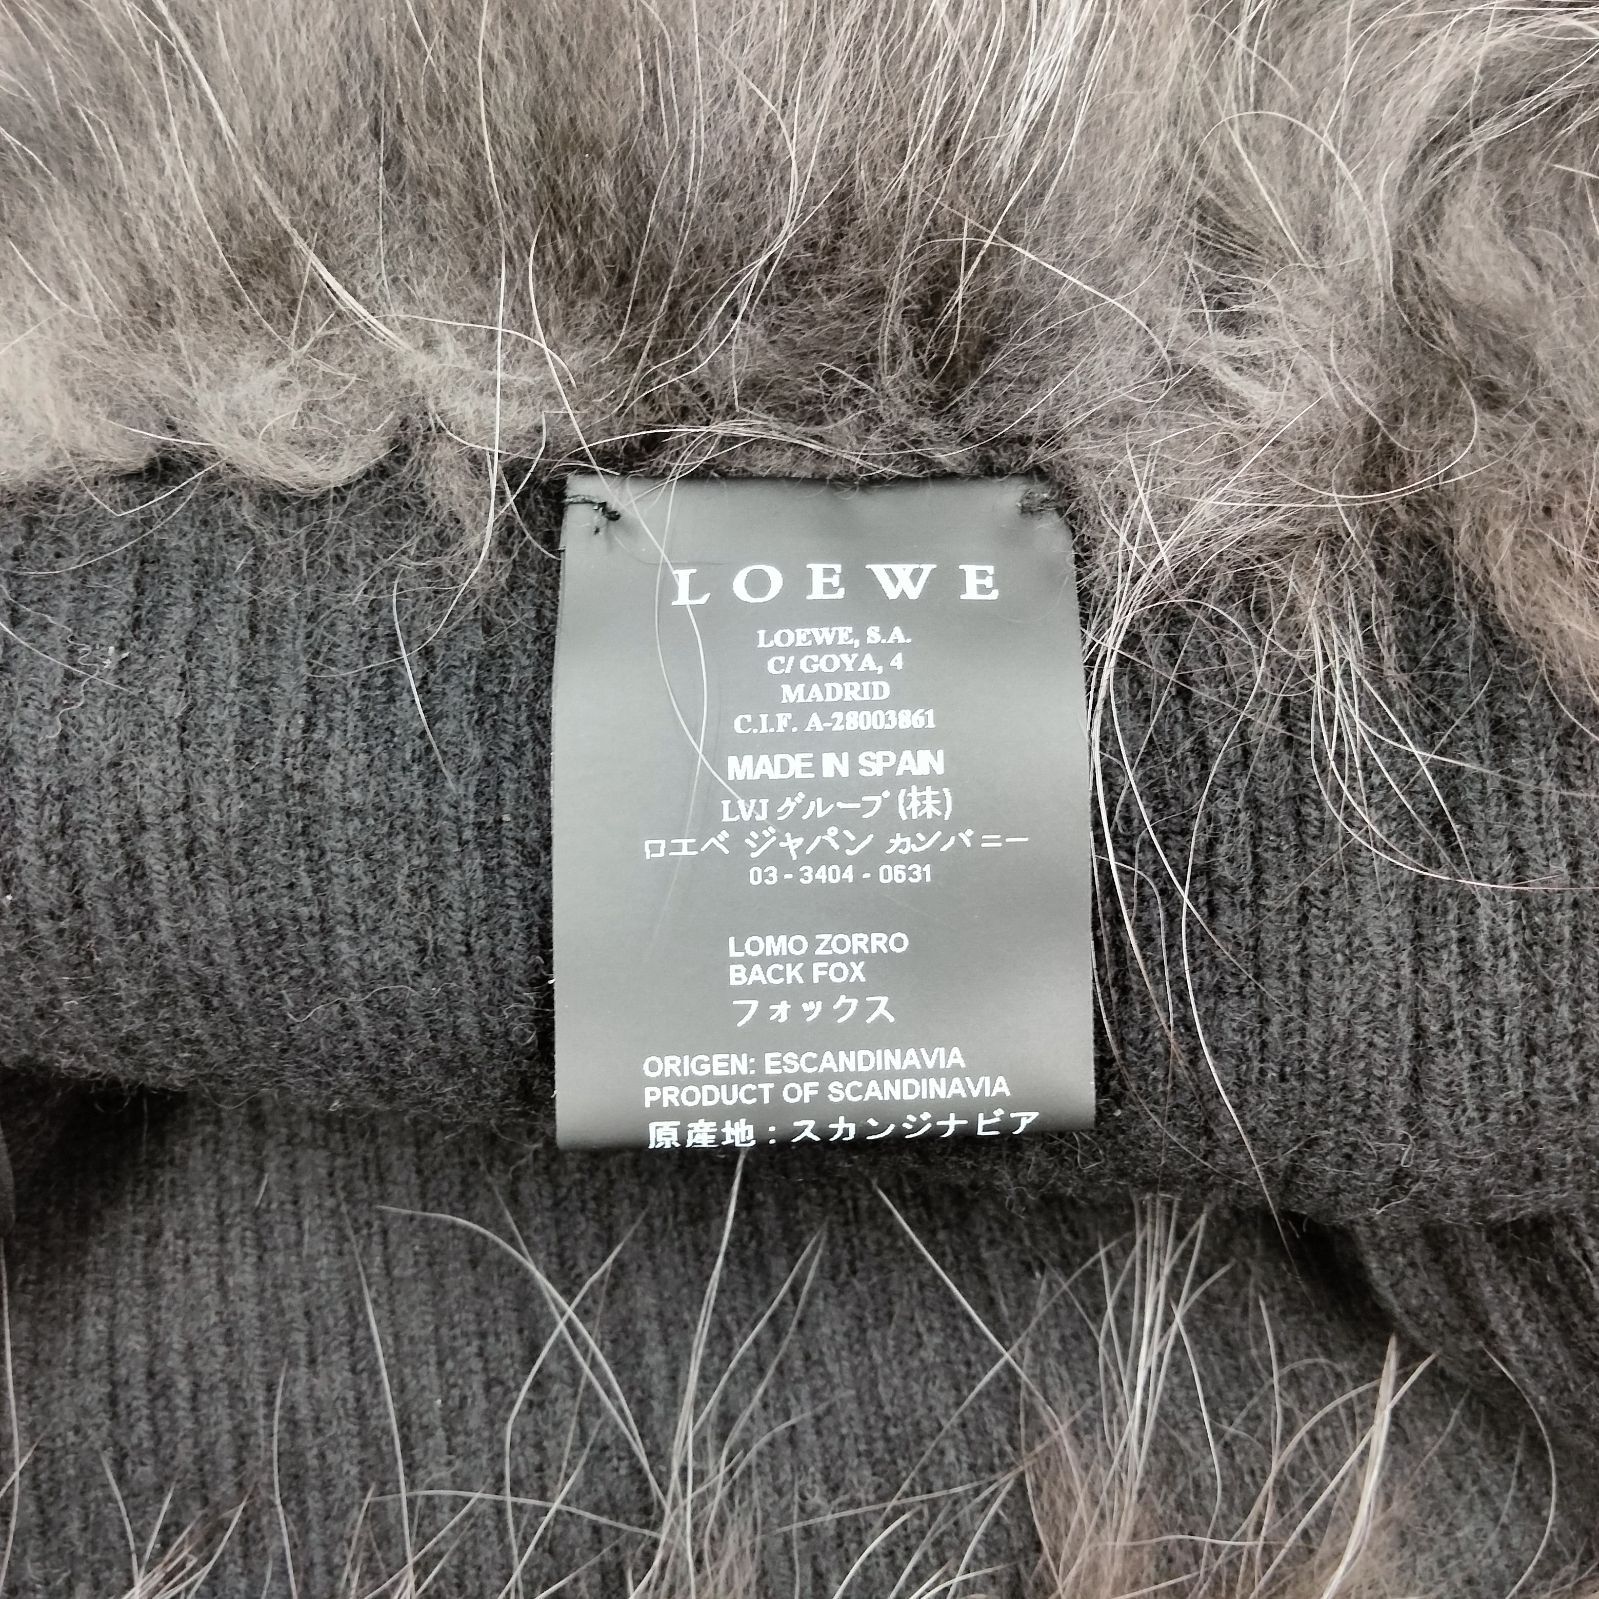 LOEWE
LOEWE, S.A.
C/ GOYA, 4
MADRID
C.I.F. A-28003861
MADE IN SPAIN
LVJ グループ (株)
ロエベ ジャパン カンパニー
03 - 3404 - 0631
LOMO ZORRO
BACK FOX
フォックス
ORIGEN: ESCANDINAVIA
PRODUCT OF SCANDINAVIA
原産地 : スカンジナビア